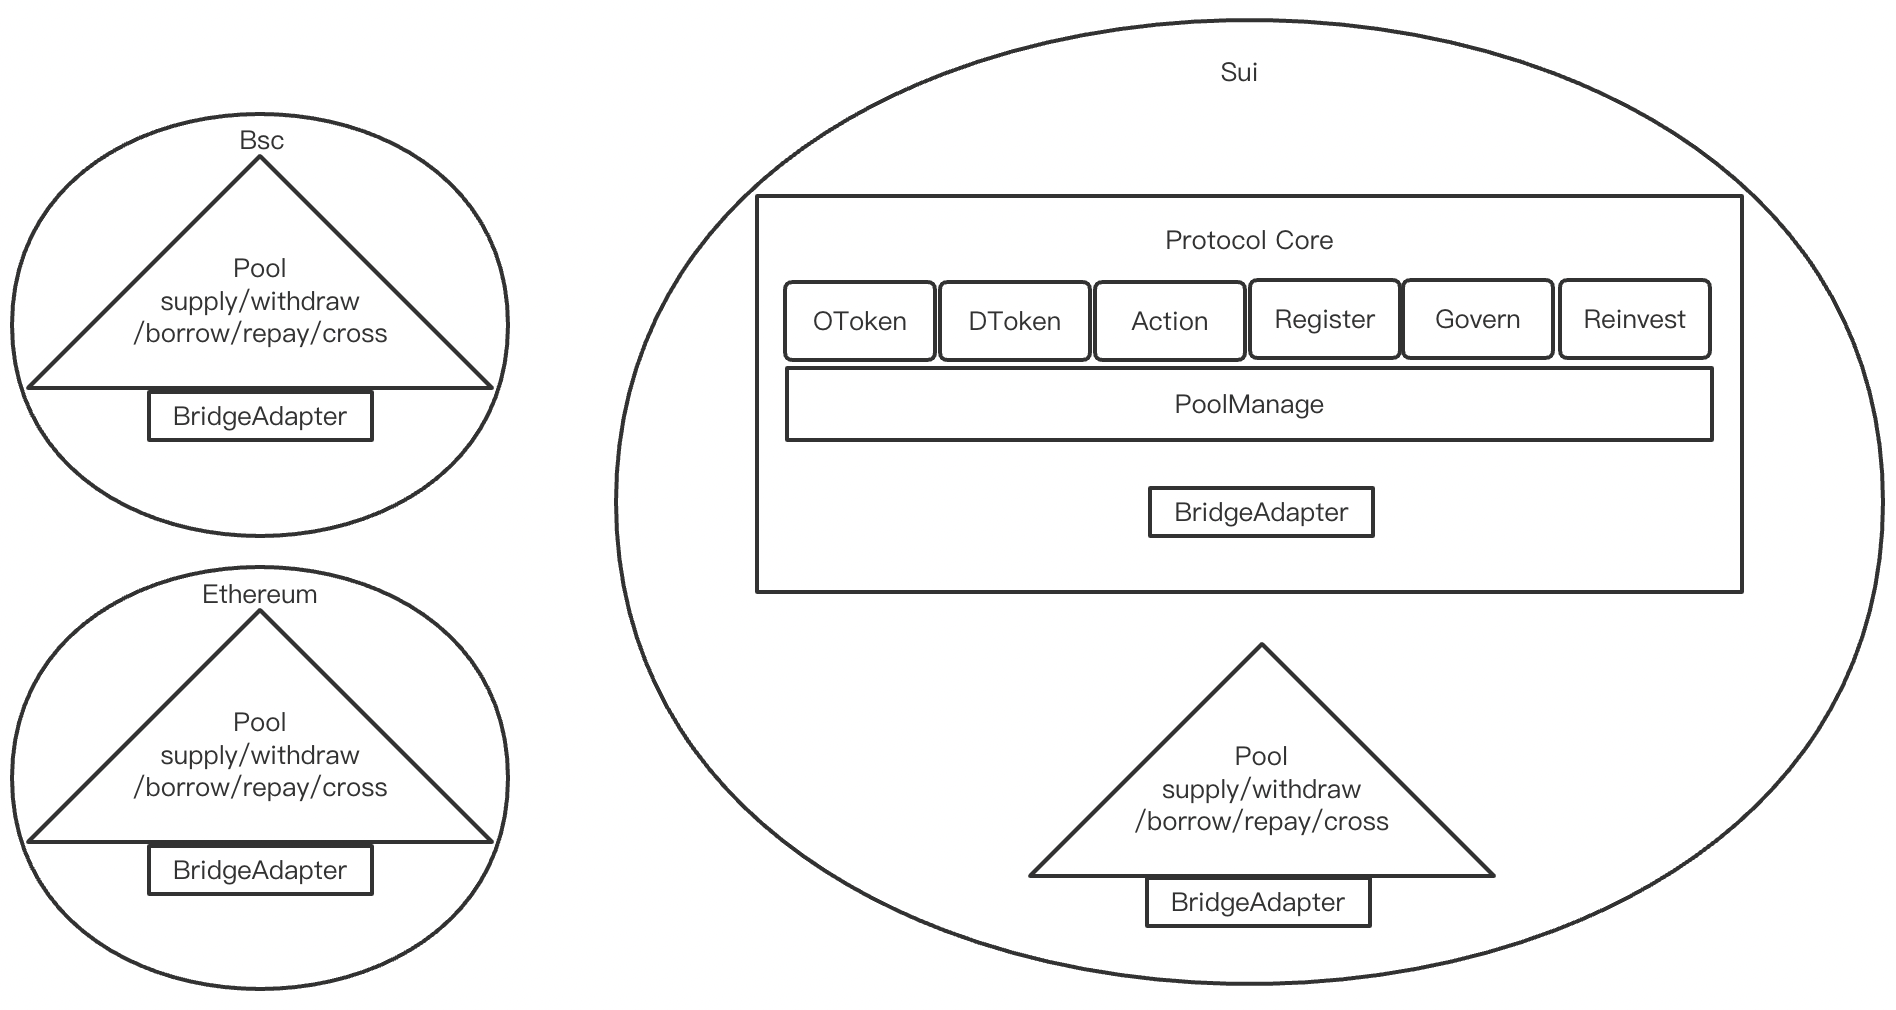 Bsc
Pool
supply/withdraw
/borrow/repay/cross
BridgeAdapter
Ethereum
Pool
supply/withdraw
/borrow/repay/cross
BridgeAdapter
Sui
Protocol Core
OToken DToken Action Register Govern Reinvest
PoolManage
BridgeAdapter
Pool
supply/withdraw
/borrow/repay/cross
BridgeAdapter